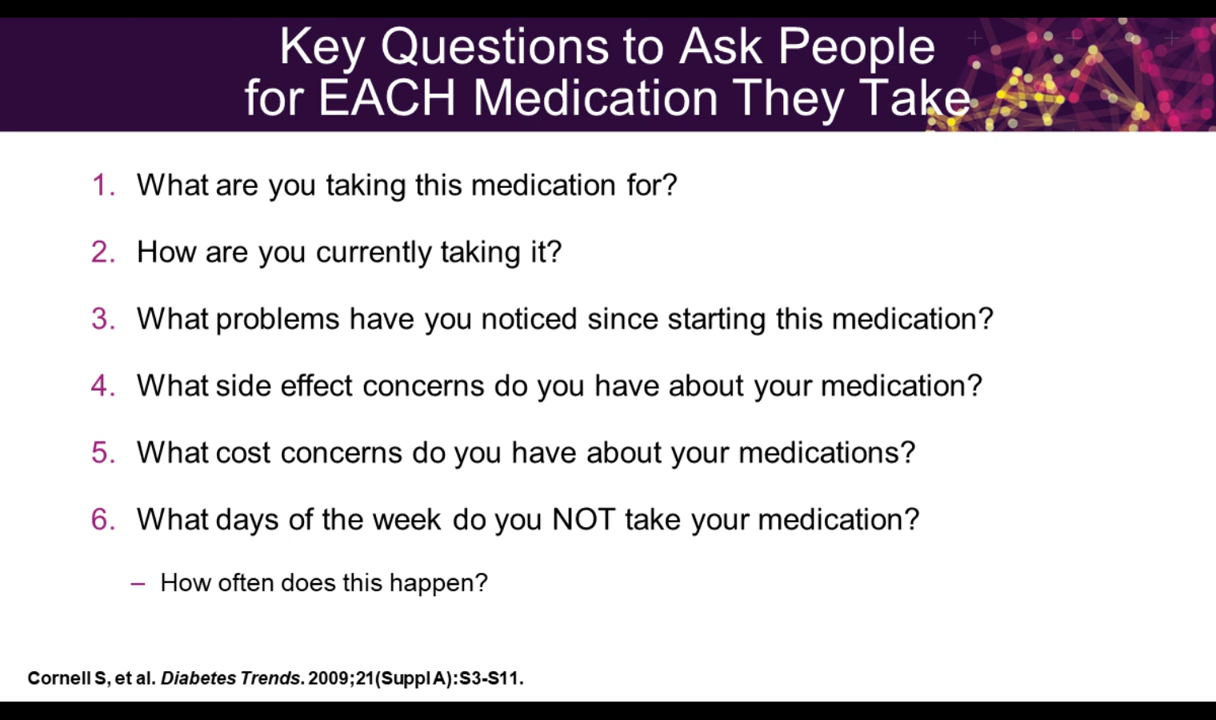 Key Questions to Ask People
for EACH Medication They Take
1. What are you taking this medication for?
2. How are you currently taking it?
3. What problems have you noticed since starting this medication?
4. What side effect concerns do you have about your medication?
5. What cost concerns do you have about your medications?
6. What days of the week do you NOT take your medication?
– How often does this happen?
Cornell S, et al. Diabetes Trends. 2009;21(Suppl A):S3-S11.